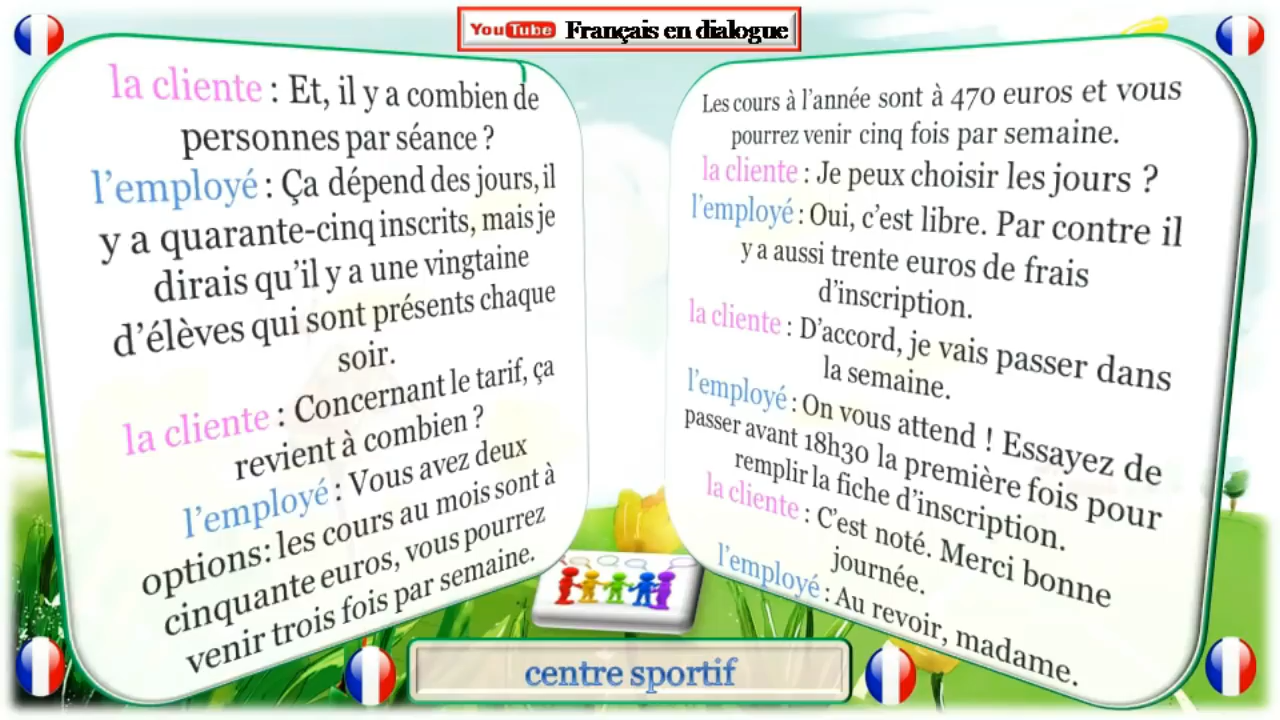 YouTube Français en dialogue
la cliente : Et, il y a combien de
personnes par séance ?
l'employé : Ça dépend des jours, il
y a quarante-cinq inscrits, mais je
dirais qu'il y a une vingtaine
d'élèves qui sont présents chaque
soir.
la cliente : Concernant le tarif, ça
revient à combien ?
l'employé : Vous avez deux
options: les cours au mois sont à
cinquante euros, vous pourrez
venir trois fois par semaine.
Les cours à l'année sont à 470 euros et vous
pourrez venir cinq fois par semaine.
la cliente : Je peux choisir les jours ?
l'employé : Oui, c'est libre. Par contre il
y a aussi trente euros de frais
d'inscription.
la cliente : D'accord, je vais passer dans
la semaine.
l'employé : On vous attend ! Essayez de
passer avant 18h30 la première fois pour
remplir la fiche d'inscription.
la cliente : C'est noté. Merci bonne
journée.
l'employé : Au revoir, madame.
centre sportif